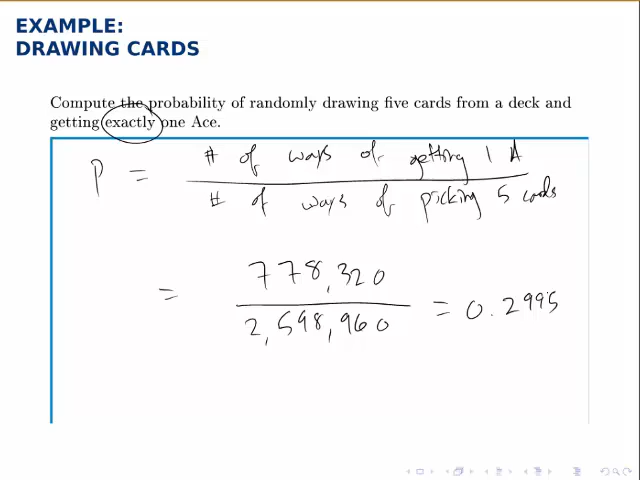 EXAMPLE:
DRAWING CARDS
Compute the probability of randomly drawing five cards from a deck and
getting exactly one Ace.
P = # of ways of getting 1 A
# of ways of picking 5 cards
= 778,320
2,598,960
= 0.2995